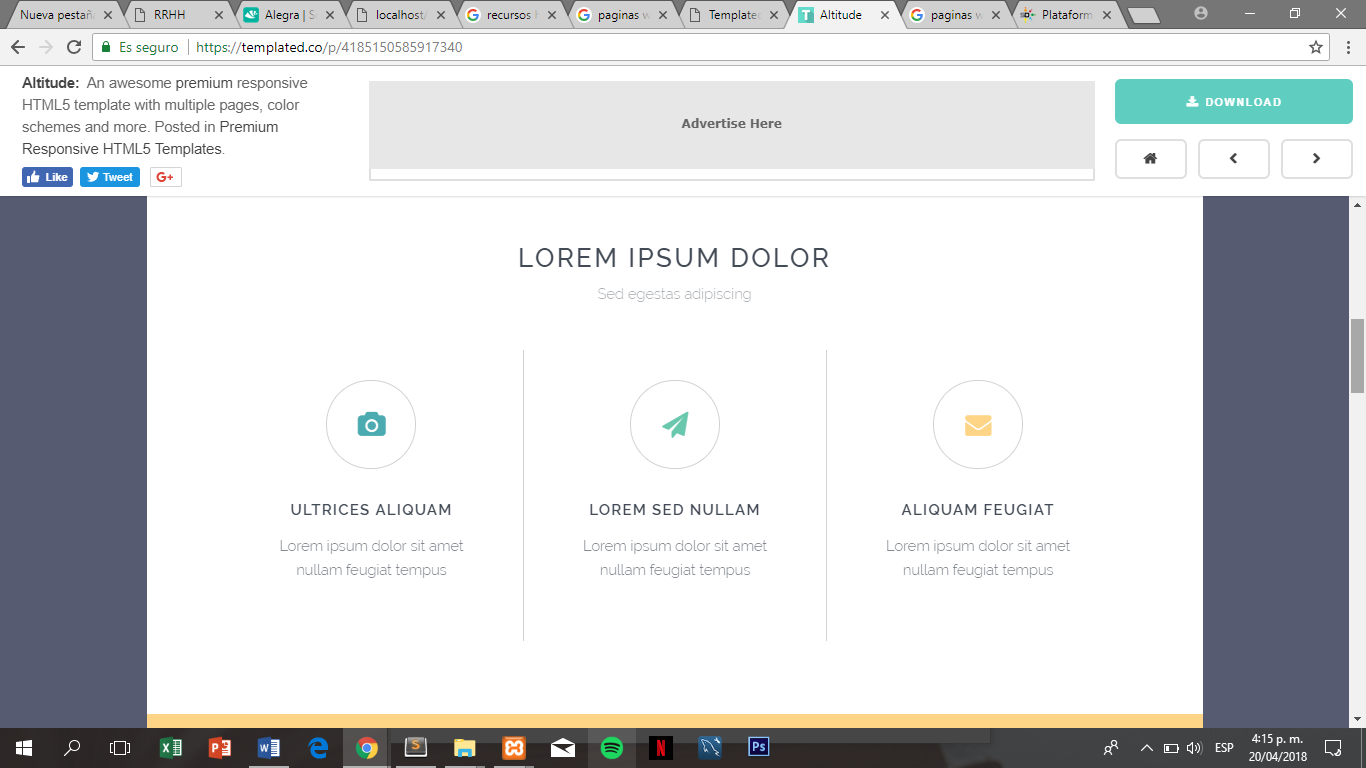 Nueva pestañ
RRHH
Alegra | S
localhost/
recursos h
paginas w
Templated
Altitude
paginas w
Plataform
Es seguro
https://templated.co/p/4185150585917340
Altitude: An awesome premium responsive
HTML5 template with multiple pages, color
schemes and more. Posted in Premium
Responsive HTML5 Templates.
Like
Tweet
G+
Advertise Here
DOWNLOAD
LOREM IPSUM DOLOR
Sed egestas adipiscing
ULTRICES ALIQUAM
Lorem ipsum dolor sit amet
nullam feugiat tempus
LOREM SED NULLAM
Lorem ipsum dolor sit amet
nullam feugiat tempus
ALIQUAM FEUGIAT
Lorem ipsum dolor sit amet
nullam feugiat tempus
ESP
4:15 p. m.
20/04/2018